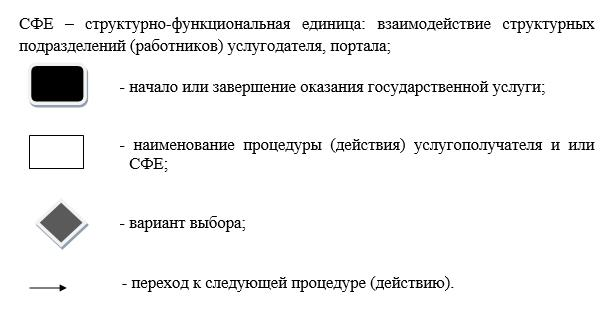 СФЕ – структурно-функциональная единица: взаимодействие структурных
подразделений (работников) услугодателя, портала;
- начало или завершение оказания государственной услуги;
- наименование процедуры (действия) услугополучателя и или
СФЕ;
- вариант выбора;
- переход к следующей процедуре (действию).